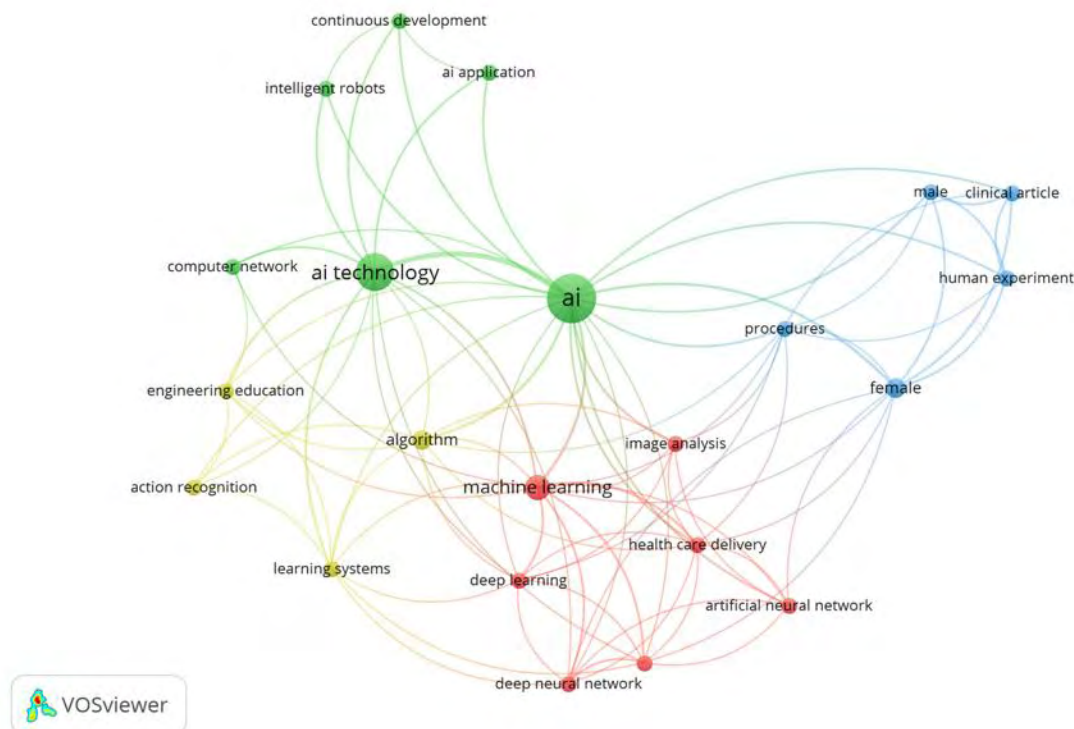 continuous development
ai application
intelligent robots
male
clinical article
computer network
ai technology
ai
human experiment
procedures
engineering education
female
algorithm
image analysis
action recognition
machine learning
health care delivery
learning systems
deep learning
artificial neural network
deep neural network
VOSviewer